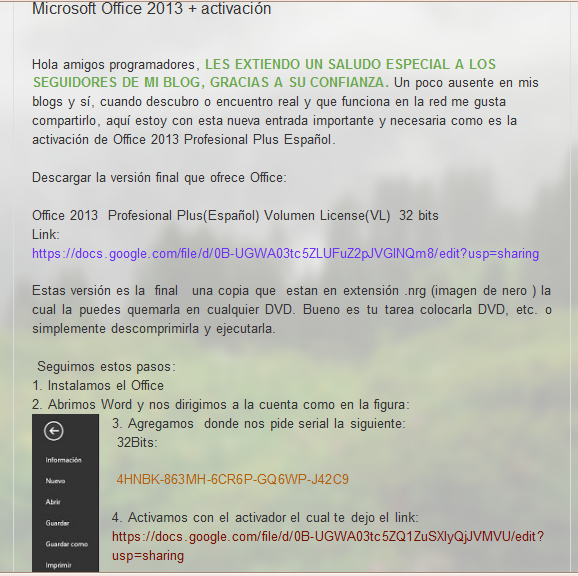 Microsoft Office 2013 + activación
Hola amigos programadores, LES EXTIENDO UN SALUDO ESPECIAL A LOS
SEGUIDORES DE MI BLOG, GRACIAS A SU CONFIANZA. Un poco ausente en mis
blogs y sí, cuando descubro o encuentro real y que funciona en la red me gusta
compartirlo, aquí estoy con esta nueva entrada importante y necesaria como es la
activación de Office 2013 Profesional Plus Español.
Descargar la versión final que ofrece Office:
Office 2013 Profesional Plus(Español) Volumen License(VL) 32 bits
Link:
https://docs.google.com/file/d/0B-UGWA03tc5ZLUFuZ2pJVGlNQm8/edit?usp=sharing
Estas versión es la final una copia que estan en extensión .nrg (imagen de nero ) la
cual la puedes quemarla en cualquier DVD. Bueno es tu tarea colocarla DVD, etc. o
simplemente descomprimirla y ejecutarla.
Seguimos estos pasos:
1. Instalamos el Office
2. Abrimos Word y nos dirigimos a la cuenta como en la figura:
Información
Nuevo
Abrir
Guardar
Guardar como
Imprimir
3. Agregamos donde nos pide serial la siguiente:
32Bits:
4HNBK-863MH-6CR6P-GQ6WP-J42C9
4. Activamos con el activador el cual te dejo el link:
https://docs.google.com/file/d/0B-UGWA03tc5ZQ1ZuSXlyQjJVMVU/edit?
usp=sharing